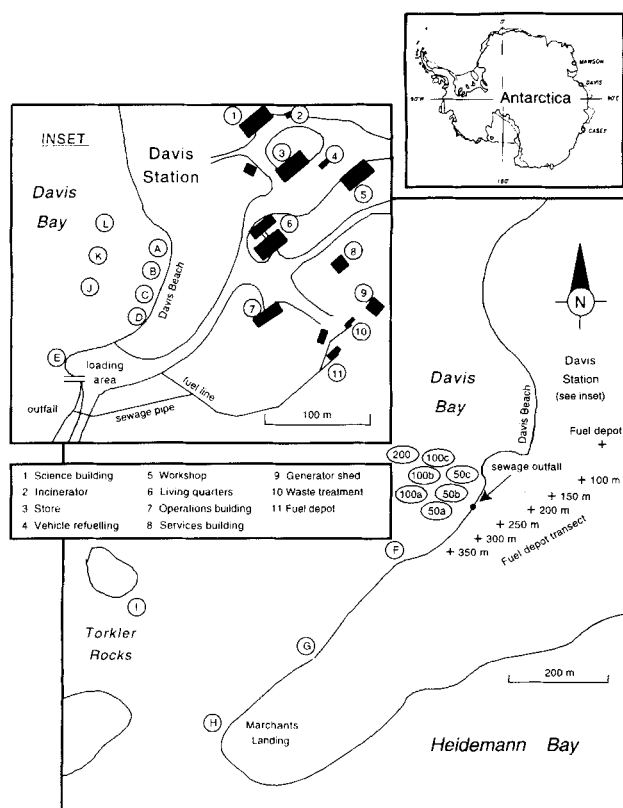 0°
MAWSON
DAVIS
90°W
Antarctica
90°E
CASEY
180°
INSET
Davis
Bay
Davis
Station
1
2
3
4
5
6
7
8
9
10
11
L
K
J
A
B
C
D
E
Davis Beach
loading
area
outfall
sewage pipe
fuel line
100 m
1 Science building
2 Incinerator
3 Store
4 Vehicle refuelling
5 Workshop
6 Living quarters
7 Operations building
8 Services building
9 Generator shed
10 Waste treatment
11 Fuel depot
N
Davis
Station
(see inset)
Davis
Bay
Davis Beach
Fuel depot
+
200
100c
100b
50c
100a
50b
50a
sewage outfall
+ 100 m
+ 150 m
+ 200 m
+ 250 m
+ 300 m
+ 350 m
Fuel depot transect
F
I
Torkler
Rocks
G
H
Marchants
Landing
200 m
Heidemann Bay